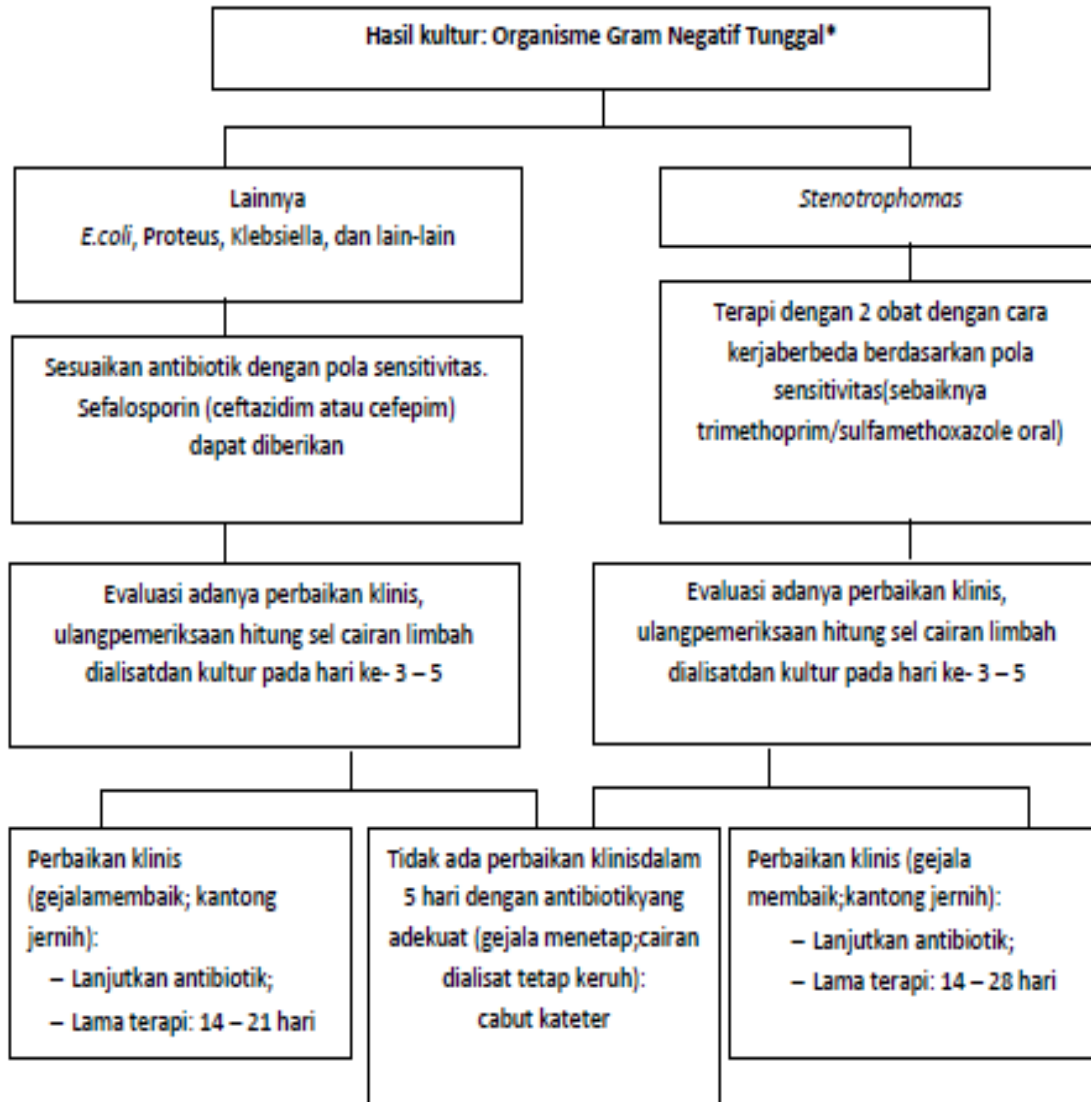 Hasil kultur: Organisme Gram Negatif Tunggal*
Lainnya
E.coli, Proteus, Klebsiella, dan lain-lain
Stenotrophomas
Sesuaikan antibiotik dengan pola sensitivitas.
Sefalosporin (ceftazidim atau cefepim)
dapat diberikan
Terapi dengan 2 obat dengan cara
kerjaberbeda berdasarkan pola
sensitivitas(sebaiknya
trimethoprim/sulfamethoxazole oral)
Evaluasi adanya perbaikan klinis,
ulangpemeriksaan hitung sel cairan limbah
dialisatdan kultur pada hari ke- 3 – 5
Evaluasi adanya perbaikan klinis,
ulangpemeriksaan hitung sel cairan limbah
dialisatdan kultur pada hari ke- 3 – 5
Perbaikan klinis
(gejalamembaik; kantong
jernih):
– Lanjutkan antibiotik;
– Lama terapi: 14 – 21 hari
Tidak ada perbaikan klinisdalam
5 hari dengan antibiotikyang
adekuat (gejala menetap;cairan
dialisat tetap keruh):
cabut kateter
Perbaikan klinis (gejala
membaik;kantong jernih):
– Lanjutkan antibiotik;
– Lama terapi: 14 – 28 hari